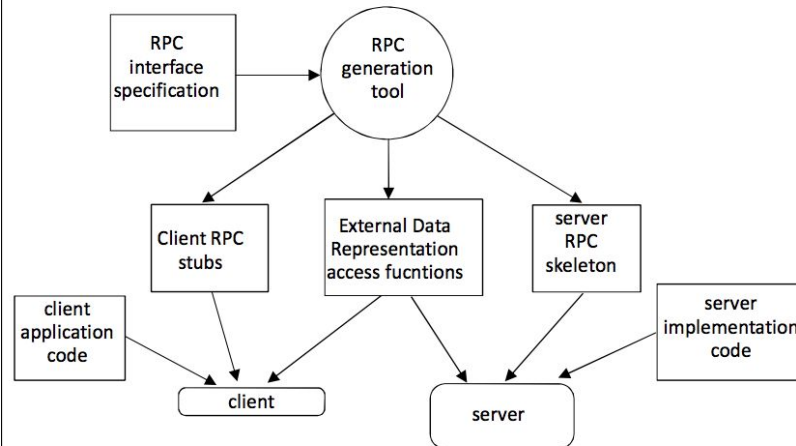 RPC
interface
specification
RPC
generation
tool
Client RPC
stubs
External Data
Representation
access fucntions
server
RPC
skeleton
client
application
code
server
implementation
code
client
server